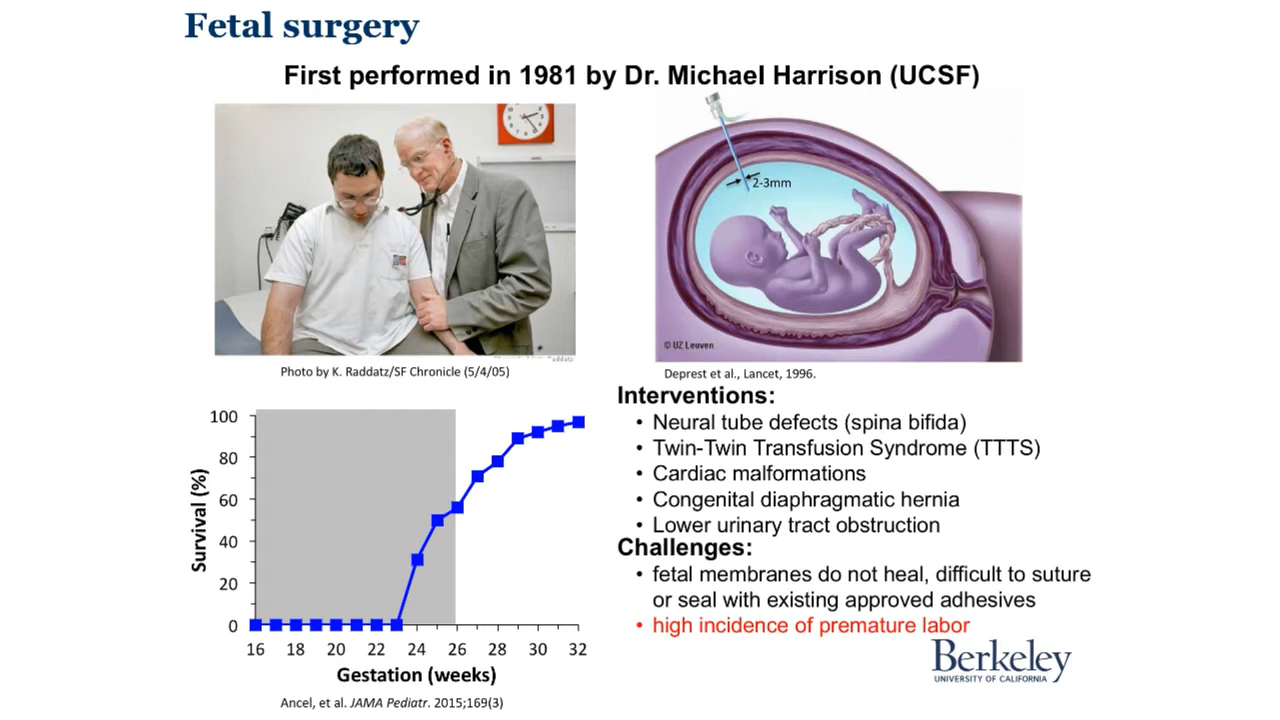 Fetal surgery
First performed in 1981 by Dr. Michael Harrison (UCSF)
2-3mm
© UZ Leuven
Photo by K. Raddatz/SF Chronicle (5/4/05)
Deprest et al., Lancet, 1996.
Survival (%)
100
80
60
40
20
0
16 18 20 22 24 26 28 30 32
Gestation (weeks)
Ancel, et al. JAMA Pediatr. 2015;169(3)
Interventions:
• Neural tube defects (spina bifida)
• Twin-Twin Transfusion Syndrome (TTTS)
• Cardiac malformations
• Congenital diaphragmatic hernia
• Lower urinary tract obstruction
Challenges:
• fetal membranes do not heal, difficult to suture
or seal with existing approved adhesives
• high incidence of premature labor
Berkeley
UNIVERSITY OF CALIFORNIA